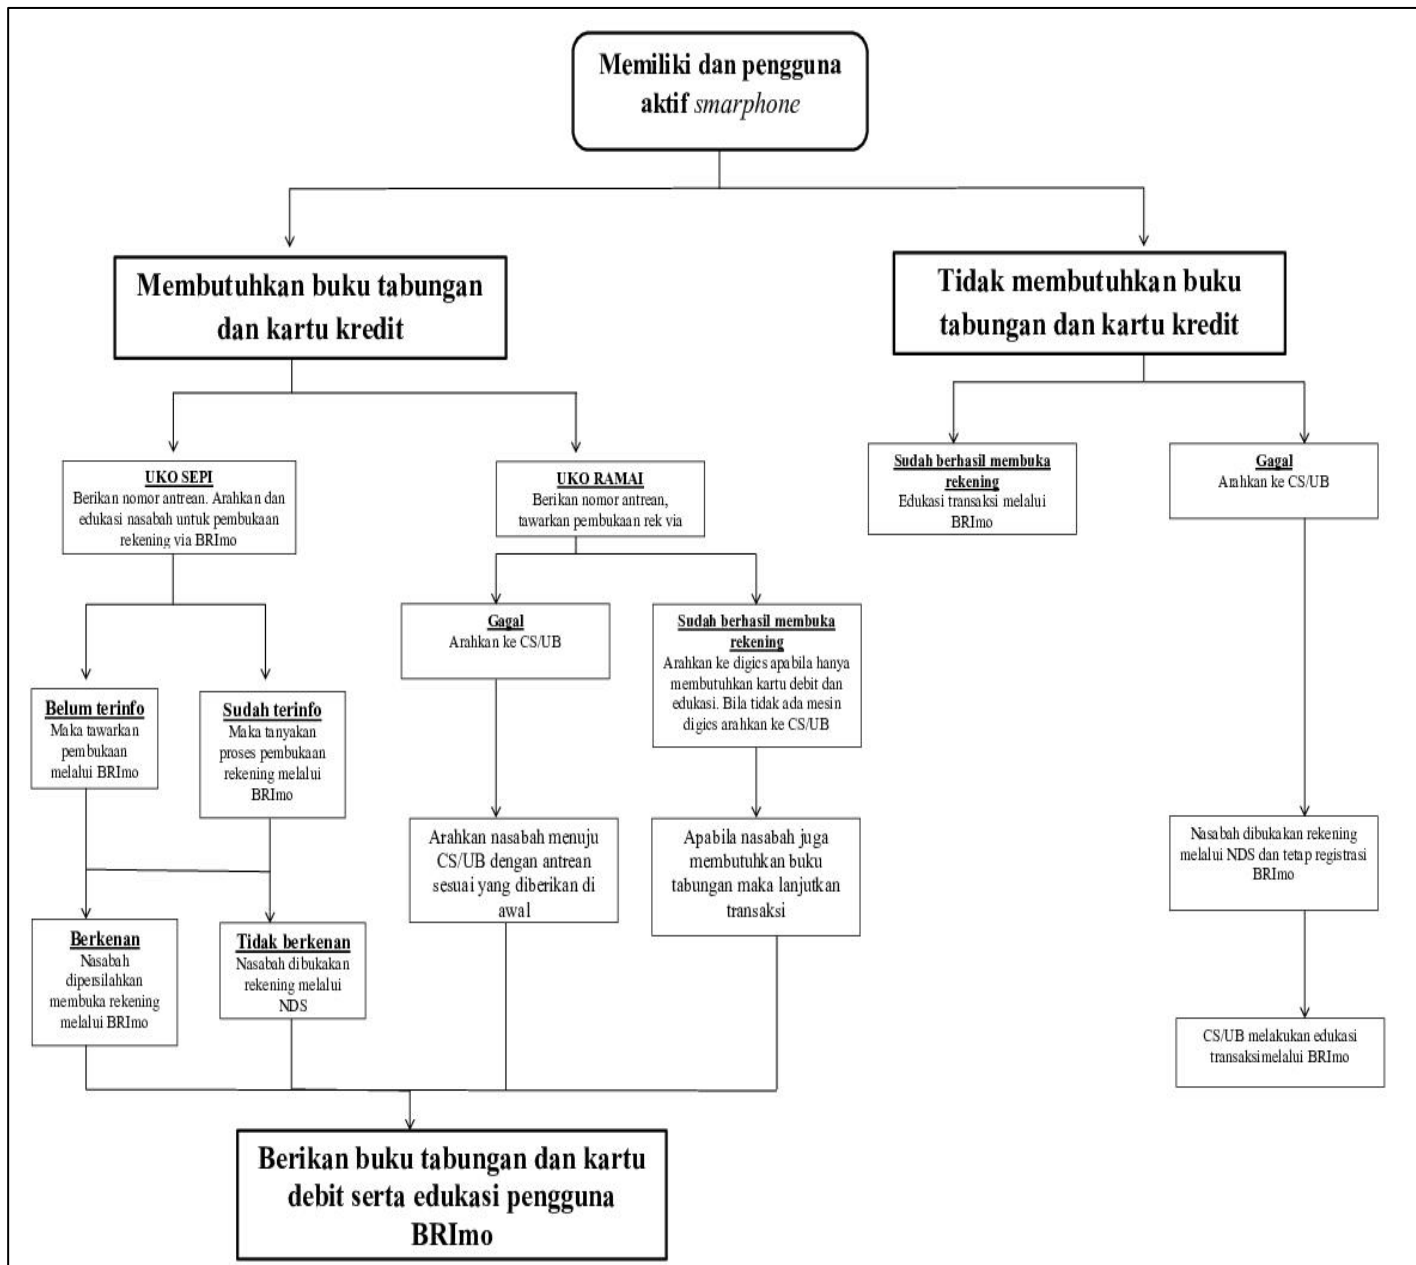 Memiliki dan pengguna
aktif smarphone
Membutuhkan buku tabungan
dan kartu kredit
Tidak membutuhkan buku
tabungan dan kartu kredit
UKO SEPI
Berikan nomor antrean. Arahkan dan
edukasi nasabah untuk pembukaan
rekening via BRImo
UKO RAMAI
Berikan nomor antrean,
tawarkan pembukaan rek via
Sudah berhasil membuka
rekening
Edukasi transaksi melalui
BRImo
Gagal
Arahkan ke CS/UB
Gagal
Arahkan ke CS/UB
Sudah berhasil membuka
rekening
Arahkan ke digics apabila hanya
membutuhkan kartu debit dan
edukasi. Bila tidak ada mesin
digics arahkan ke CS/UB
Belum terinfo
Maka tawarkan
pembukaan
melalui BRImo
Sudah terinfo
Maka tanyakan
proses pembukaan
rekening melalui
BRImo
Arahkan nasabah menuju
CS/UB dengan antrean
sesuai yang diberikan di
awal
Apabila nasabah juga
membutuhkan buku
tabungan maka lanjutkan
transaksi
Nasabah dibukakan rekening
melalui NDS dan tetap registrasi
BRImo
Berkenan
Nasabah
dipersilahkan
membuka rekening
melalui BRImo
Tidak berkenan
Nasabah dibukakan
rekening melalui
NDS
CS/UB melakukan edukasi
transaksimelalui BRImo
Berikan buku tabungan dan kartu
debit serta edukasi pengguna
BRImo